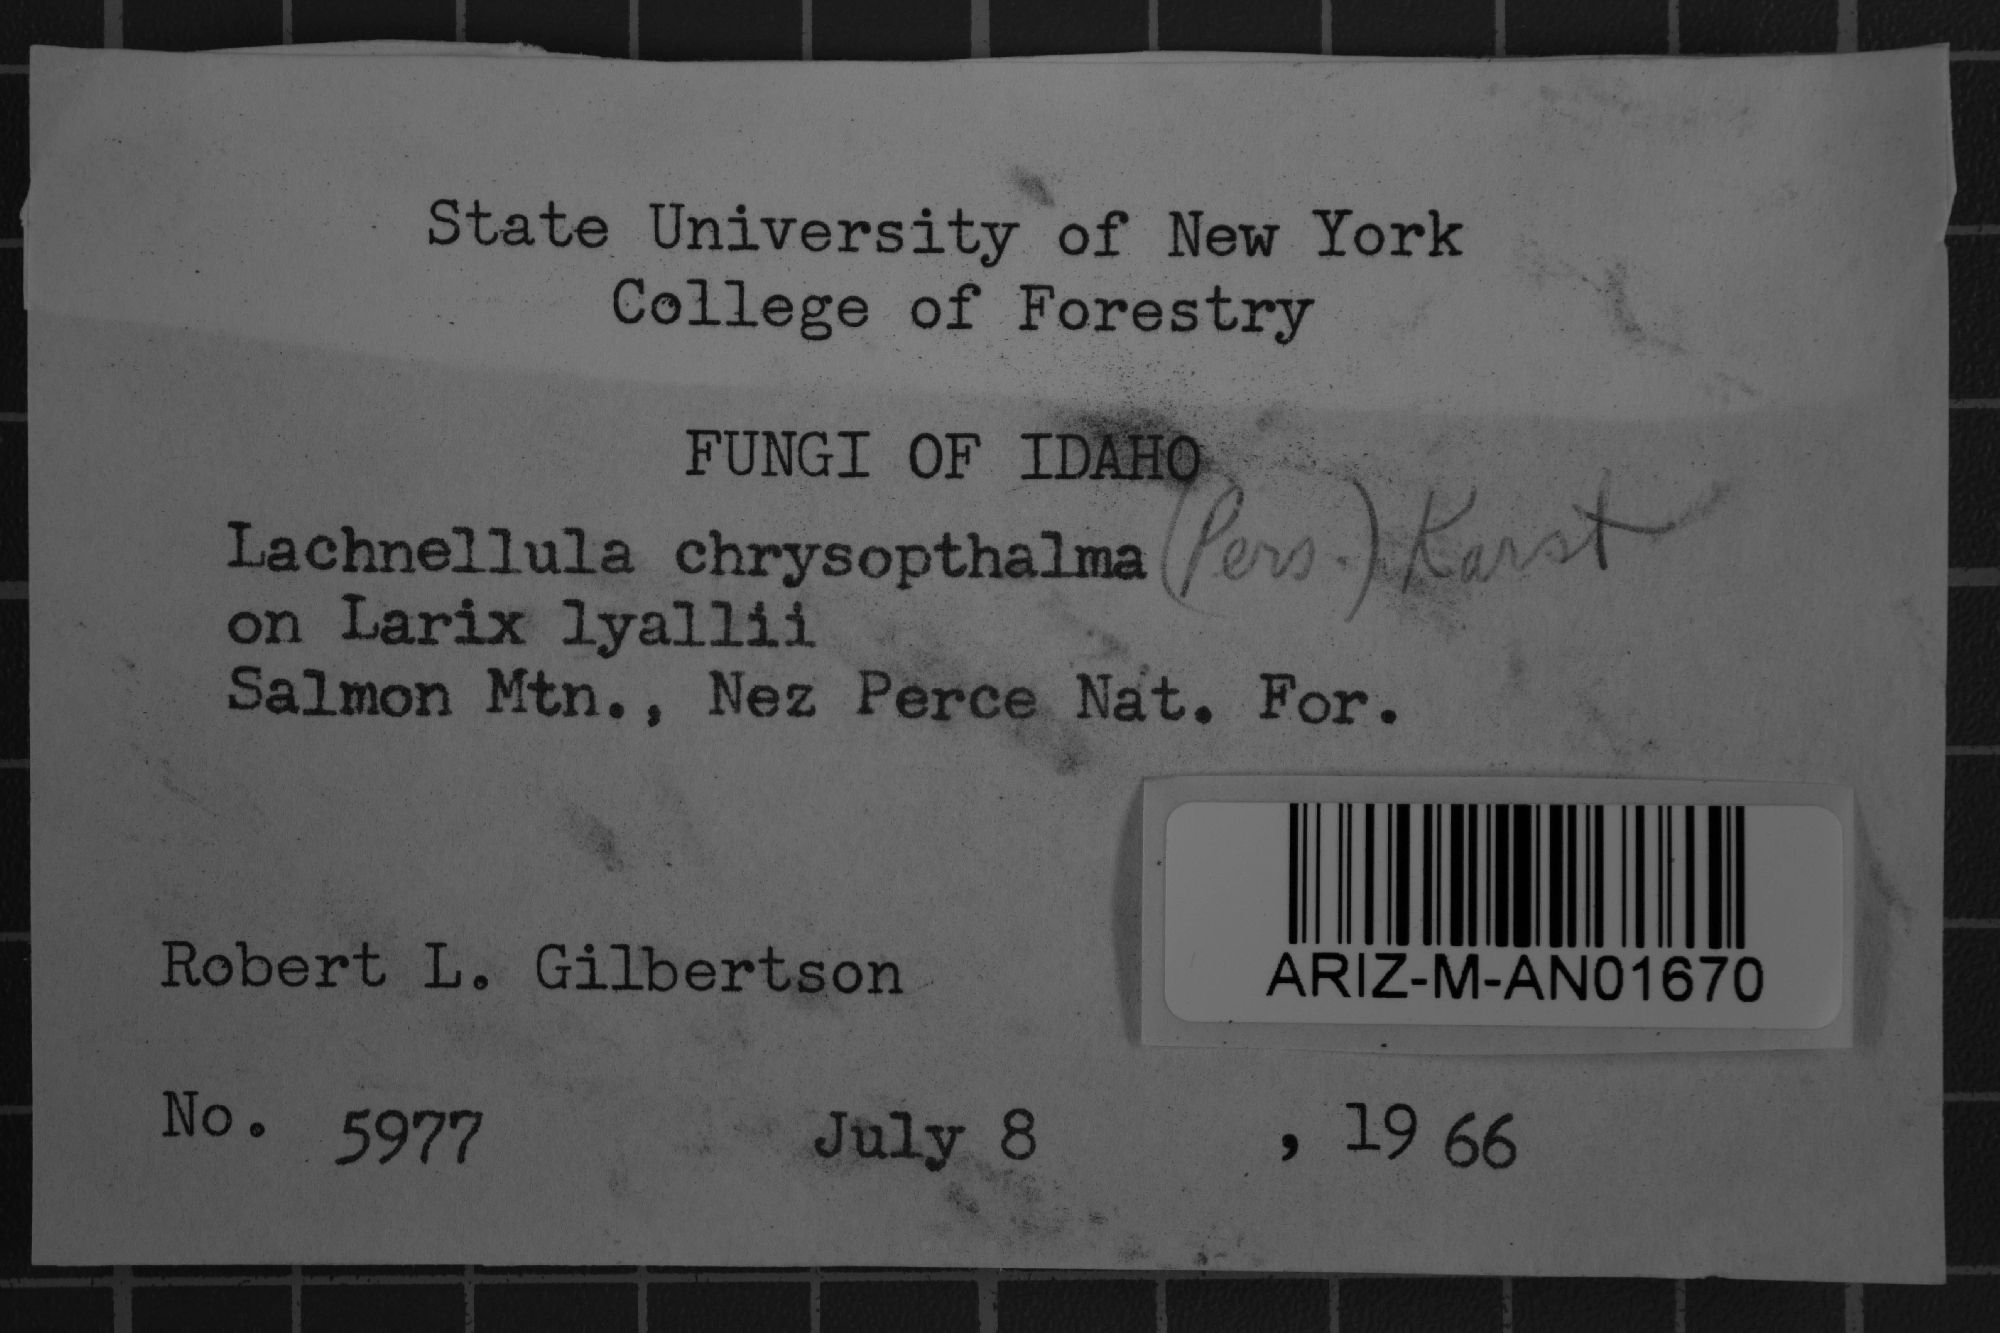 State University of New York
College of Forestry
FUNGI OF IDAHO
Lachnellula chrysopthalma (Pers.) Karst
on Larix lyallii
Salmon Mtn., Nez Perce Nat. For.
ARIZ-M-AN01670
Robert L. Gilbertson
No. 5977 July 8 , 19 66